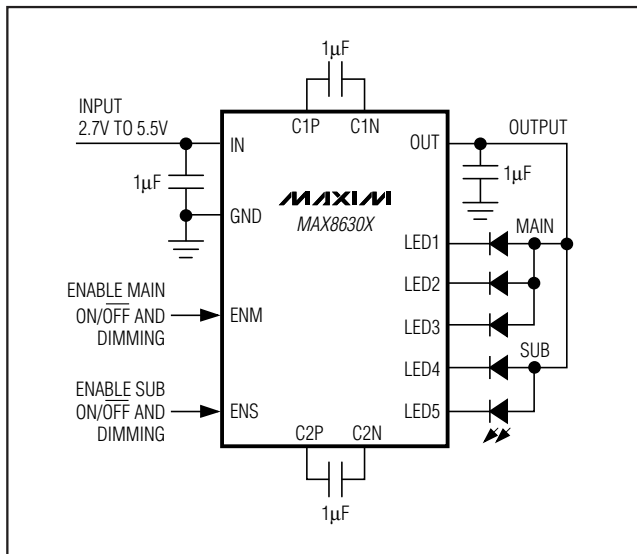 1μF
INPUT
2.7V TO 5.5V
C1P
C1N
IN
OUT
OUTPUT
1μF
1μF
GND
MAXIM
MAX8630X
MAIN
LED1
LED2
ENABLE MAIN
ON/OFF AND
DIMMING
ENM
LED3
SUB
LED4
ENABLE SUB
ON/OFF AND
DIMMING
ENS
LED5
C2P
C2N
1μF